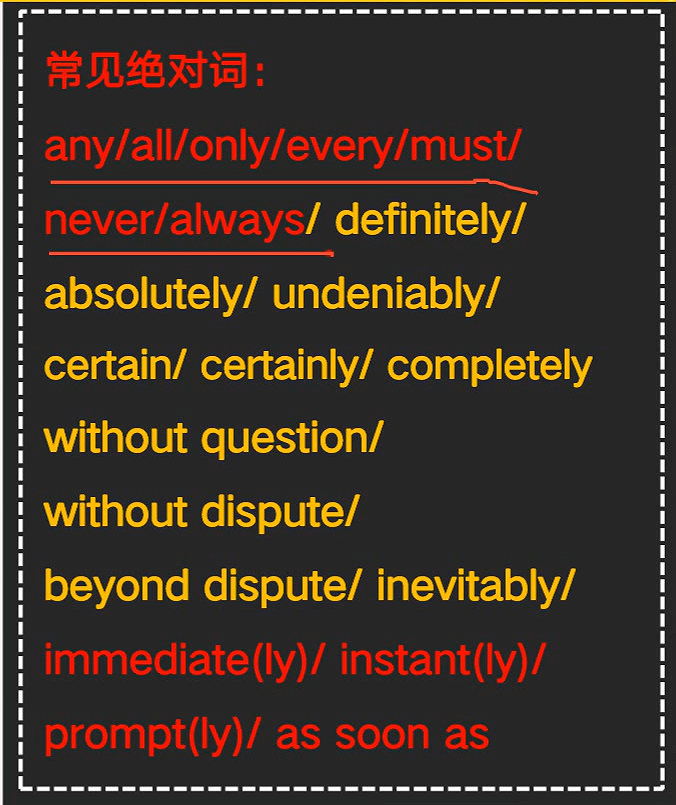 常见绝对词：
any/all/only/every/must/
never/always/ definitely/
absolutely/ undeniably/
certain/ certainly/ completely
without question/
without dispute/
beyond dispute/ inevitably/
immediate(ly)/ instant(ly)/
prompt(ly)/ as soon as